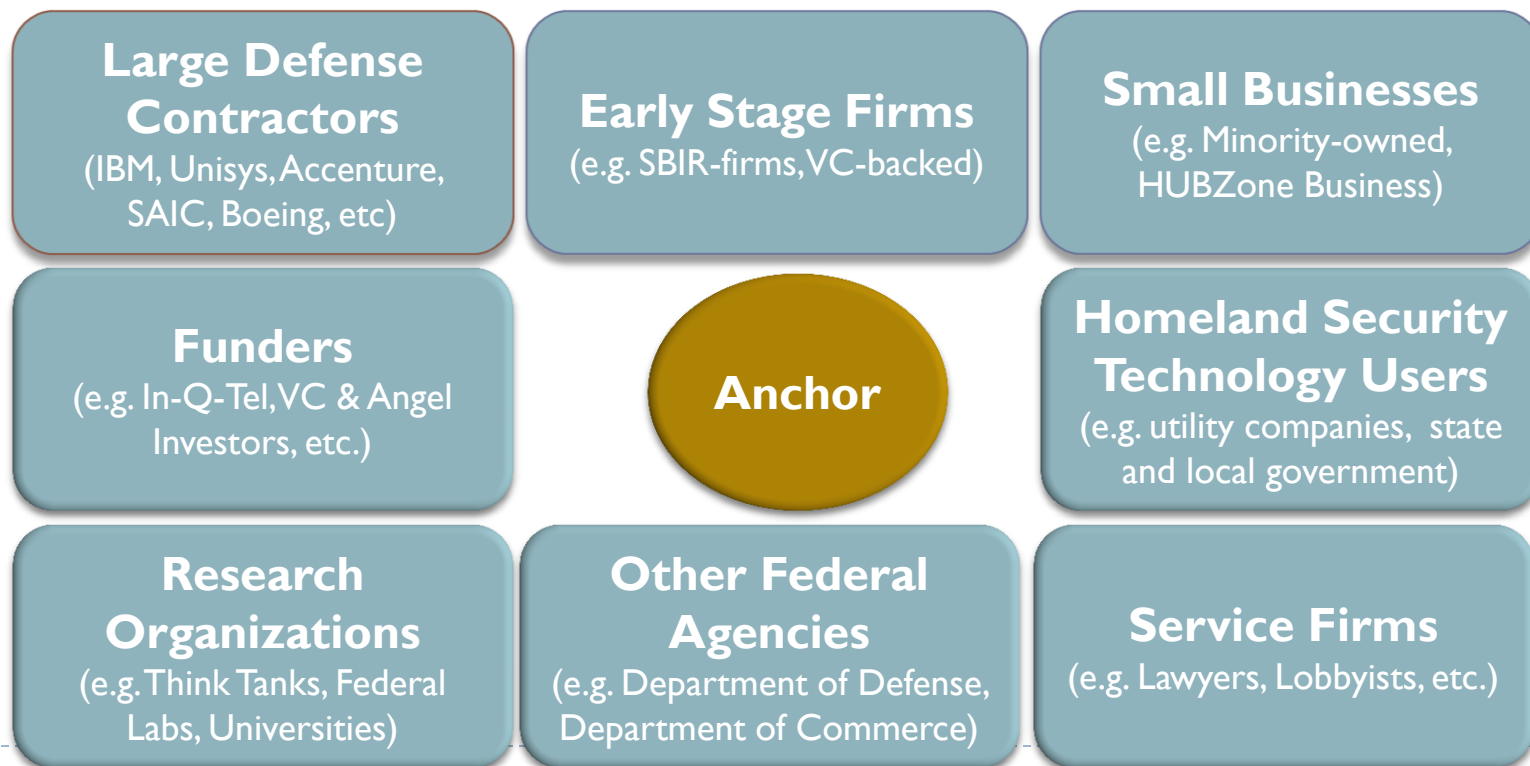 Large Defense
Contractors
(IBM, Unisys, Accenture,
SAIC, Boeing, etc)
Early Stage Firms
(e.g. SBIR-firms, VC-backed)
Small Businesses
(e.g. Minority-owned,
HUBZone Business)
Funders
(e.g. In-Q-Tel, VC & Angel
Investors, etc.)
Anchor
Homeland Security
Technology Users
(e.g. utility companies,  state
and local government)
Research
Organizations
(e.g. Think Tanks, Federal
Labs, Universities)
Other Federal
Agencies
(e.g. Department of Defense,
Department of Commerce)
Service Firms
(e.g. Lawyers, Lobbyists, etc.)